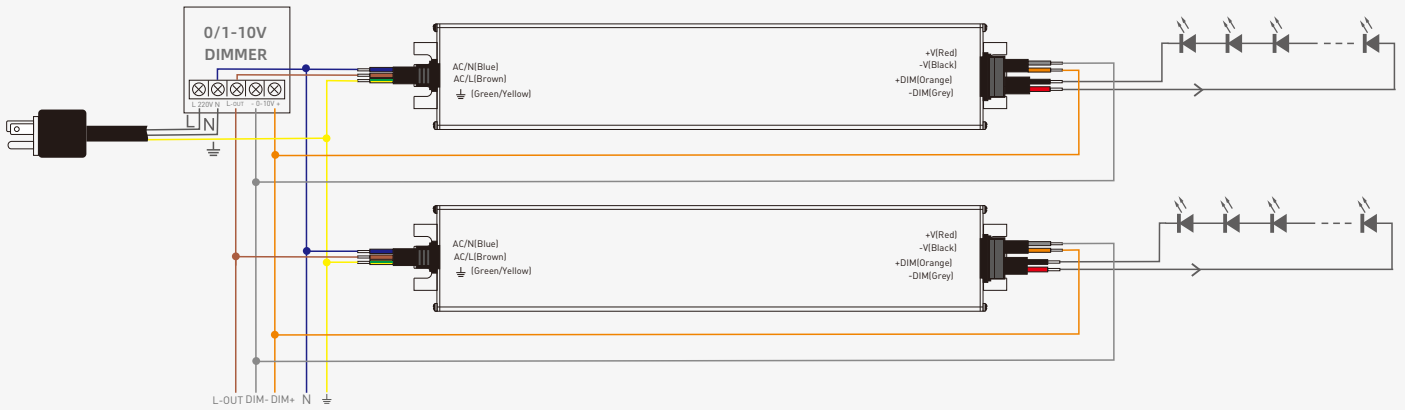 0/1-10V
DIMMER
L 220V N L-OUT - 0-10V +
L N
AC/N(Blue)
AC/L(Brown)
(Green/Yellow)
+V(Red)
-V(Black)
+DIM(Orange)
-DIM(Grey)
AC/N(Blue)
AC/L(Brown)
(Green/Yellow)
+V(Red)
-V(Black)
+DIM(Orange)
-DIM(Grey)
L-OUT DIM- DIM+ N